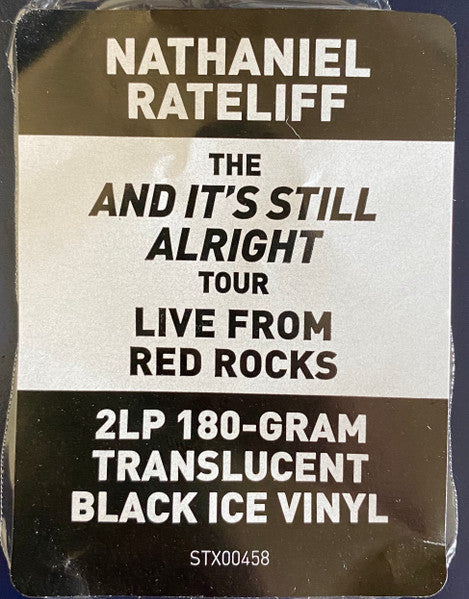 NATHANIEL
RATELIFF
THE
AND IT'S STILL
ALRIGHT
TOUR
LIVE FROM
RED ROCKS
2LP 180-GRAM
TRANSLUCENT
BLACK ICE VINYL
STX00458